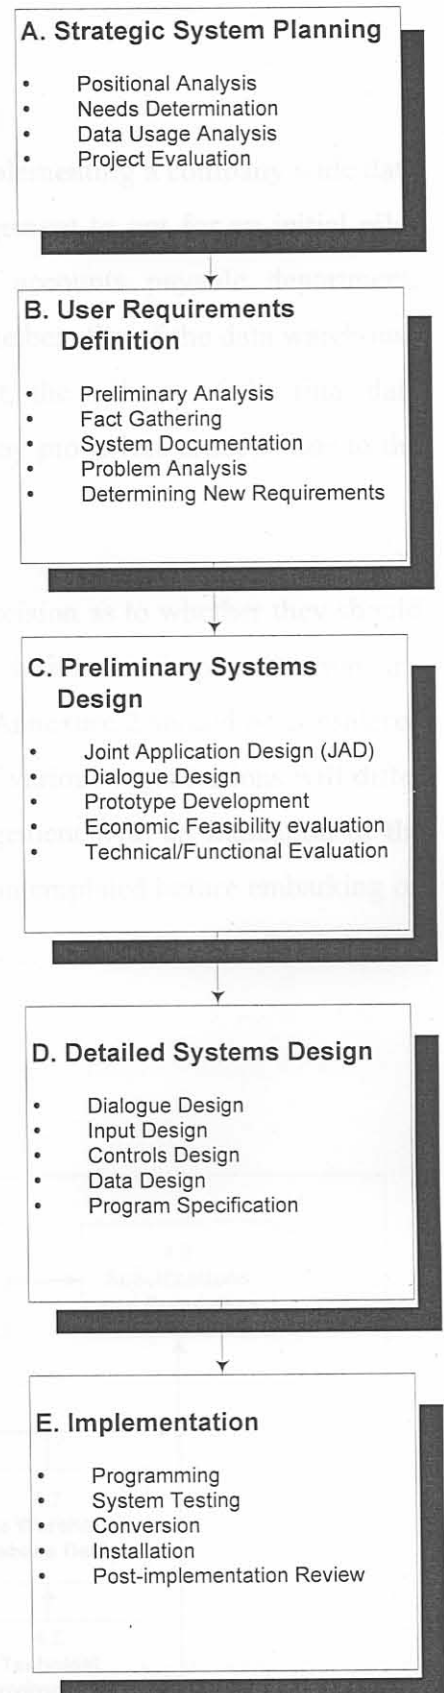 A. Strategic System Planning
• Positional Analysis
• Needs Determination
• Data Usage Analysis
• Project Evaluation
B. User Requirements
Definition
• Preliminary Analysis
• Fact Gathering
• System Documentation
• Problem Analysis
• Determining New Requirements
C. Preliminary Systems
Design
• Joint Application Design (JAD)
• Dialogue Design
• Prototype Development
• Economic Feasibility evaluation
• Technical/Functional Evaluation
D. Detailed Systems Design
• Dialogue Design
• Input Design
• Controls Design
• Data Design
• Program Specification
E. Implementation
• Programming
• System Testing
• Conversion
• Installation
• Post-implementation Review